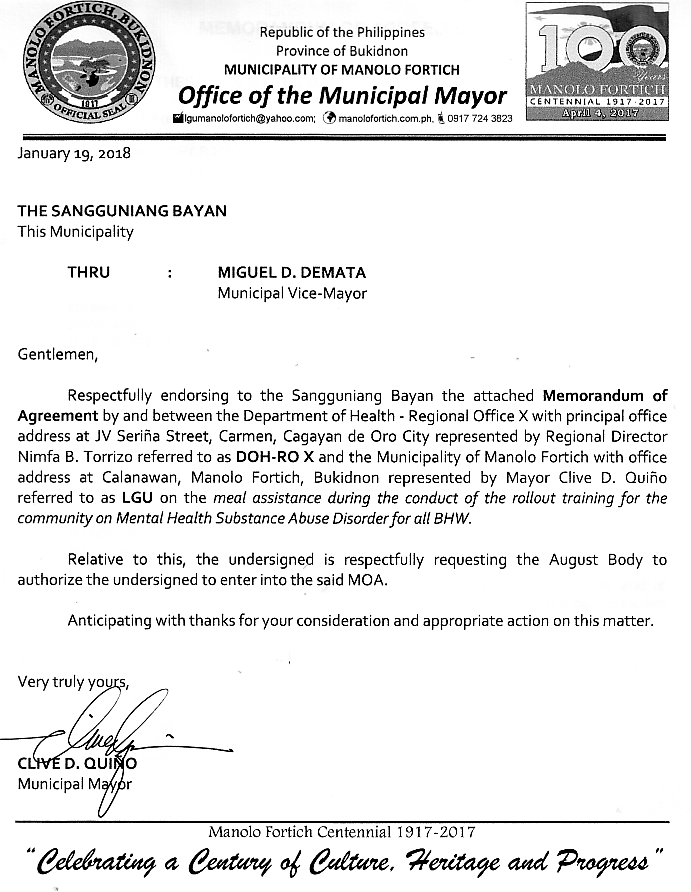 MANOLO FORTICH, BUKIDNON
1917
OFFICIAL SEAL
Republic of the Philippines
Province of Bukidnon
MUNICIPALITY OF MANOLO FORTICH
Office of the Municipal Mayor
lgumanolofortich@yahoo.com; manolofortich.com.ph, 0917 724 3823
100
Years
MANOLO FORTICH
CENTENNIAL 1917-2017
April 4, 2017
January 19, 2018
THE SANGGUNIANG BAYAN
This Municipality
THRU : MIGUEL D. DEMATA
Municipal Vice-Mayor
Gentlemen,
Respectfully endorsing to the Sangguniang Bayan the attached Memorandum of
Agreement by and between the Department of Health - Regional Office X with principal office
address at JV Seriña Street, Carmen, Cagayan de Oro City represented by Regional Director
Nimfa B. Torrizo referred to as DOH-RO X and the Municipality of Manolo Fortich with office
address at Calanawan, Manolo Fortich, Bukidnon represented by Mayor Clive D. Quiño
referred to as LGU on the meal assistance during the conduct of the rollout training for the
community on Mental Health Substance Abuse Disorder for all BHW.
Relative to this, the undersigned is respectfully requesting the August Body to
authorize the undersigned to enter into the said MOA.
Anticipating with thanks for your consideration and appropriate action on this matter.
Very truly yours,
CLIVE D. QUIÑO
Municipal Mayor
Manolo Fortich Centennial 1917-2017
"Celebrating a Century of Culture, Heritage and Progress"